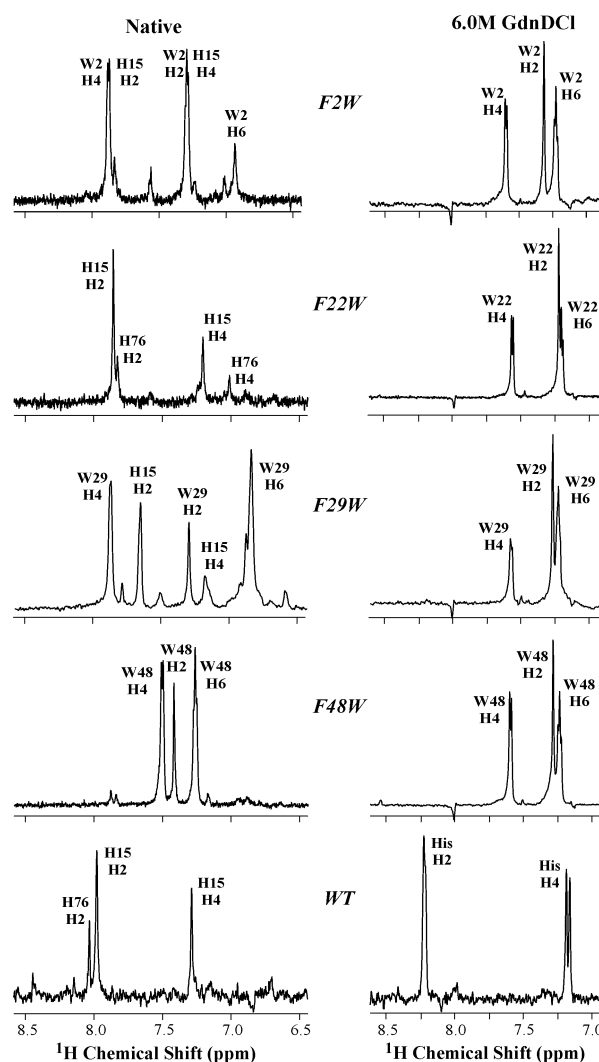 Native
6.0M GdnDCl
W2 H15
H4 H2
W2 H15
H2 H4
W2
H6
F2W
W2
H4
W2
H2
W2
H6
H15
H2
H76
H2
H15
H4
H76
H4
F22W
W22
H4
W22
H2
W22
H6
W29
H4
H15
H2
W29
H2
H15
H4
W29
H6
F29W
W29
H4
W29
H2
W29
H6
W48
H4
W48
H2
W48
H6
F48W
W48
H4
W48
H2
W48
H6
H76
H2
H15
H2
H15
H4
WT
His
H2
His
H4
8.5 8.0 7.5 7.0 6.5
8.5 8.0 7.5 7.0
1H Chemical Shift (ppm)
1H Chemical Shift (ppm)